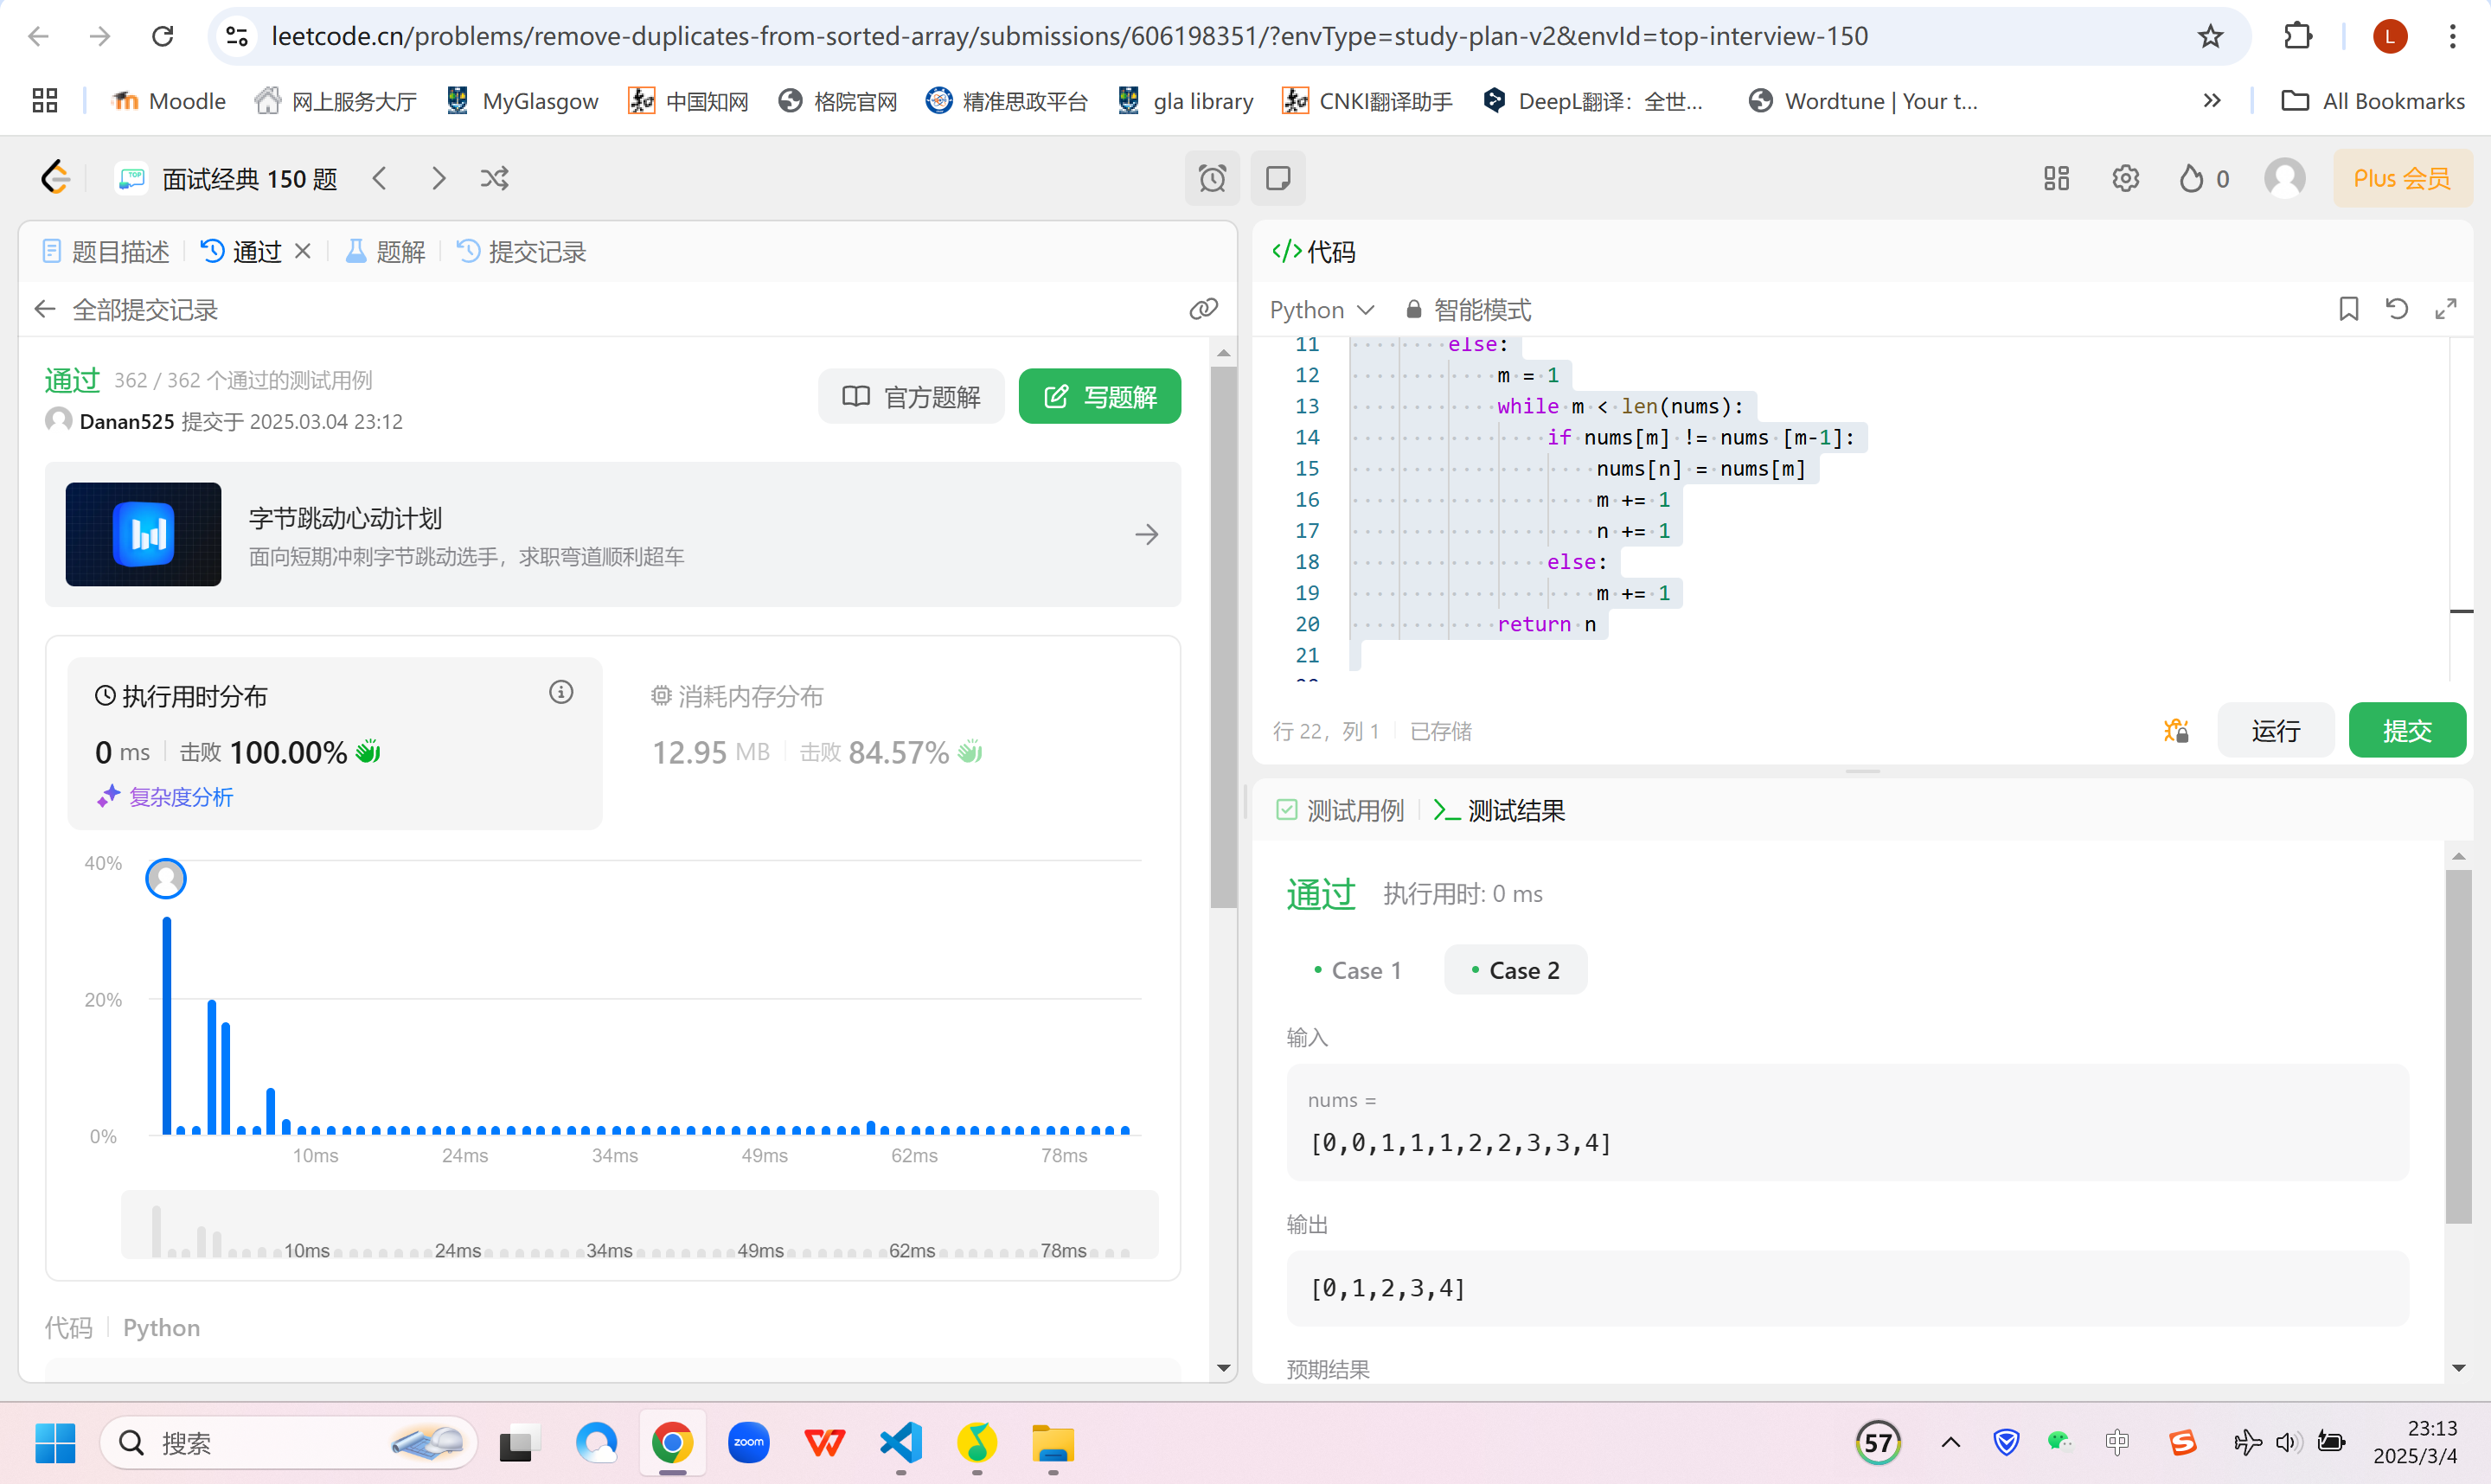 leetcode.cn/problems/remove-duplicates-from-sorted-array/submissions/606198351/?envType=study-plan-v2&envId=top-interview-150
L
Moodle 网上服务大厅 MyGlasgow 中国知网 格院官网 精准思政平台 gla library CNKI翻译助手 DeepL翻译：全世... Wordtune | Your t... All Bookmarks
面试经典 150 题
0
Plus 会员
题目描述 通过 题解 提交记录
全部提交记录
通过 362 / 362 个通过的测试用例
Danan525 提交于 2025.03.04 23:12
官方题解
写题解
字节跳动心动计划
面向短期冲刺字节跳动选手，求职弯道顺利超车
执行用时分布
0 ms 击败 100.00%
复杂度分析
消耗内存分布
12.95 MB 击败 84.57%
40%
20%
0%
10ms 24ms 34ms 49ms 62ms 78ms
10ms 24ms 34ms 49ms 62ms 78ms
代码 Python
</>代码
Python 智能模式
11 else:
12 m = 1
13 while m < len(nums):
14 if nums[m] != nums [m-1]:
15 nums[n] = nums[m]
16 m += 1
17 n += 1
18 else:
19 m += 1
20 return n
21
行 22，列 1 已存储
运行
提交
测试用例 测试结果
通过 执行用时: 0 ms
Case 1 Case 2
输入
nums =
[0,0,1,1,1,2,2,3,3,4]
输出
[0,1,2,3,4]
预期结果
搜索
zoom
57
中
23:13
2025/3/4